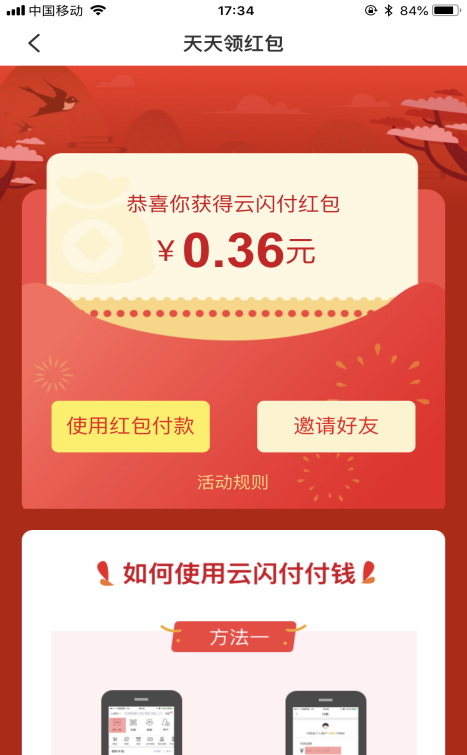 中国移动 17:34 84%
天天领红包
恭喜你获得云闪付红包
¥0.36元
使用红包付款 邀请好友
活动规则
如何使用云闪付付钱
方法一